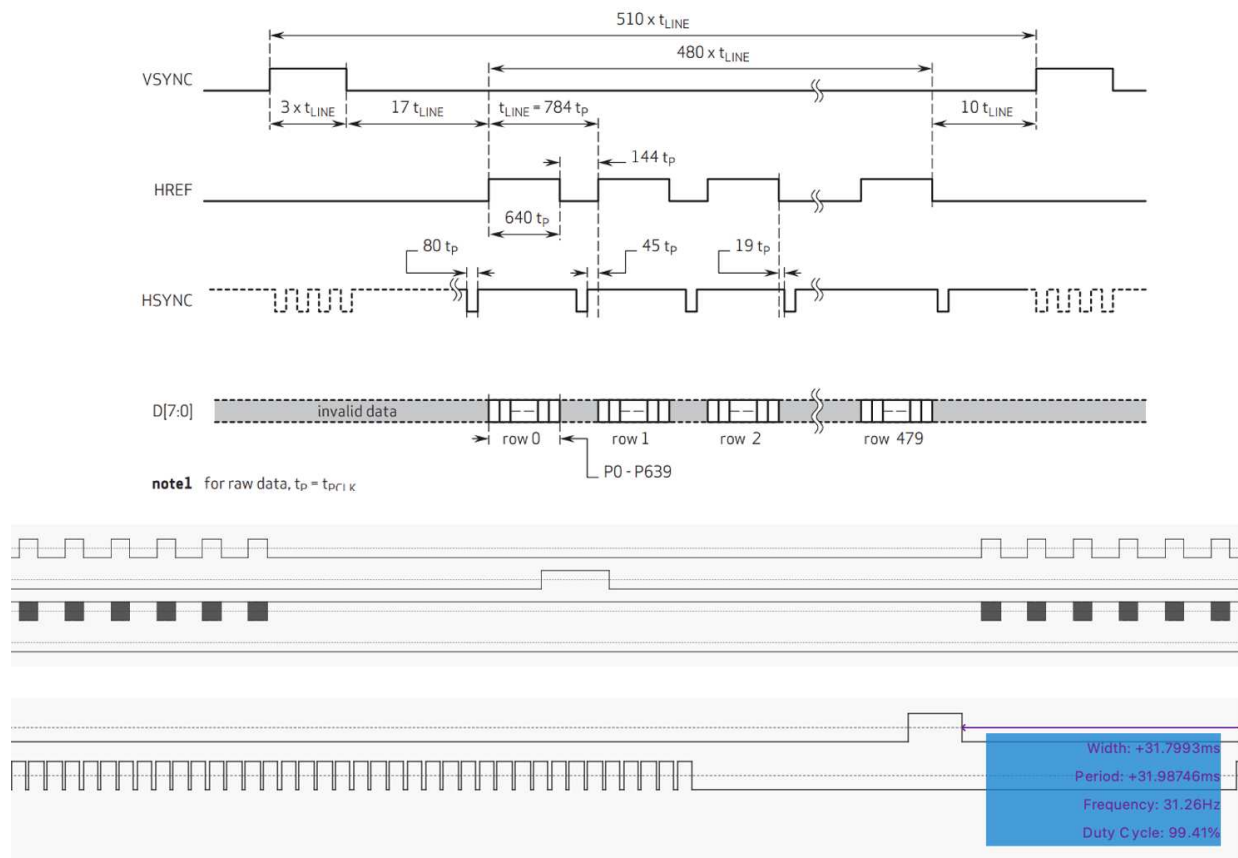 510 x tLINE
480 x tLINE
VSYNC
3 x tLINE
17 tLINE
tLINE = 784 tP
10 tLINE
144 tP
HREF
640 tP
80 tP
45 tP
19 tP
HSYNC
D[7:0]
invalid data
row 0
row 1
row 2
row 479
P0 - P639
note1 for raw data, tP = tPCLK
Width: +31.7993ms
Period: +31.98746ms
Frequency: 31.26Hz
Duty Cycle: 99.41%